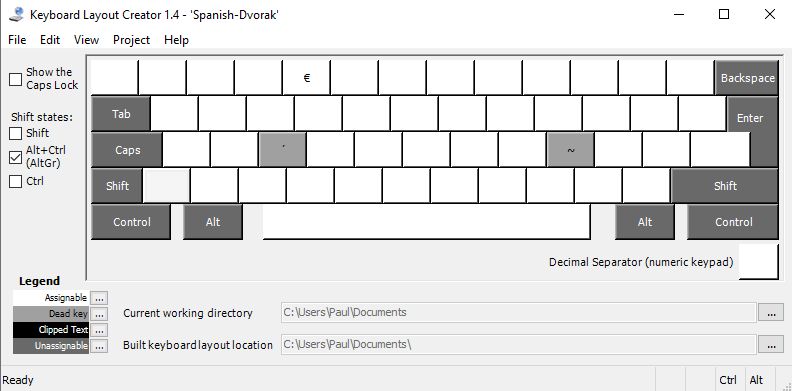 Keyboard Layout Creator 1.4 - 'Spanish-Dvorak'
File Edit View Project Help
Show the
Caps Lock
€ Backspace
Shift states:
Tab Enter
Shift
Alt+Ctrl
(AltGr)
Caps ´ ~
Ctrl
Shift Shift
Control Alt Alt Control
Decimal Separator (numeric keypad)
Legend
Assignable ...
Dead key ...
Clipped Text ...
Unassignable ...
Current working directory C:\Users\Paul\Documents ...
Built keyboard layout location C:\Users\Paul\Documents\ ...
Ready Ctrl Alt